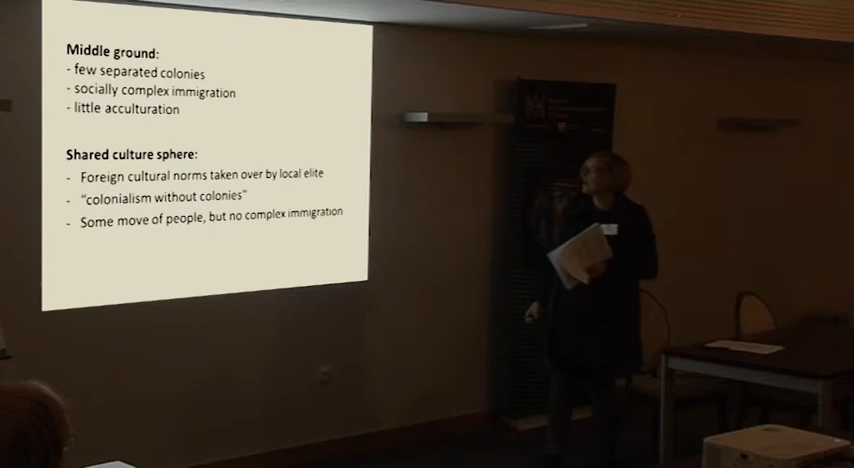 Middle ground:
- few separated colonies
- socially complex immigration
- little acculturation
Shared culture sphere:
- Foreign cultural norms taken over by local elite
- “colonialism without colonies”
- Some move of people, but no complex immigration